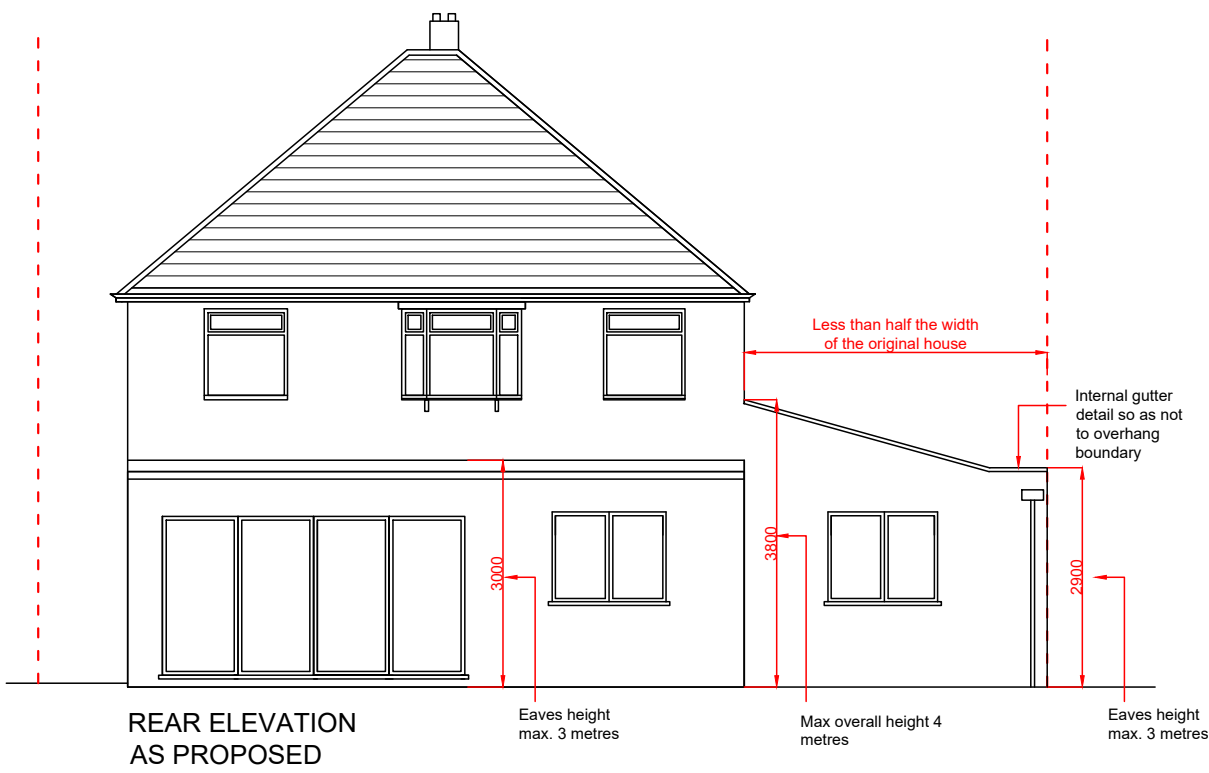 Less than half the width
of the original house
Internal gutter
detail so as not
to overhang
boundary
3000
3800
2900
Eaves height
max. 3 metres
Max overall height 4
metres
Eaves height
max. 3 metres
REAR ELEVATION
AS PROPOSED